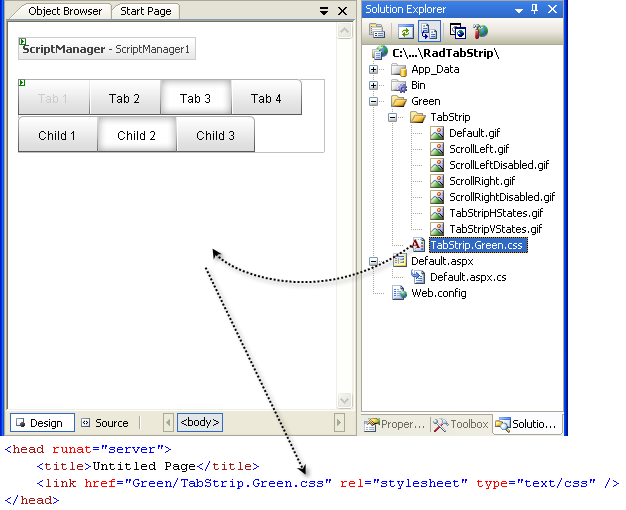 Object Browser Start Page
ScriptManager - ScriptManager1
Tab 1 Tab 2 Tab 3 Tab 4
Child 1 Child 2 Child 3
Design Source <body>
Solution Explorer
C:\...\RadTabStrip\
App_Data
Bin
Green
TabStrip
Default.gif
ScrollLeft.gif
ScrollLeftDisabled.gif
ScrollRight.gif
ScrollRightDisabled.gif
TabStripHStates.gif
TabStripVStates.gif
TabStrip.Green.css
Default.aspx
Default.aspx.cs
Web.config
Proper... Toolbox Solutio...
<head runat="server">
<title>Untitled Page</title>
<link href="Green/TabStrip.Green.css" rel="stylesheet" type="text/css" />
</head>